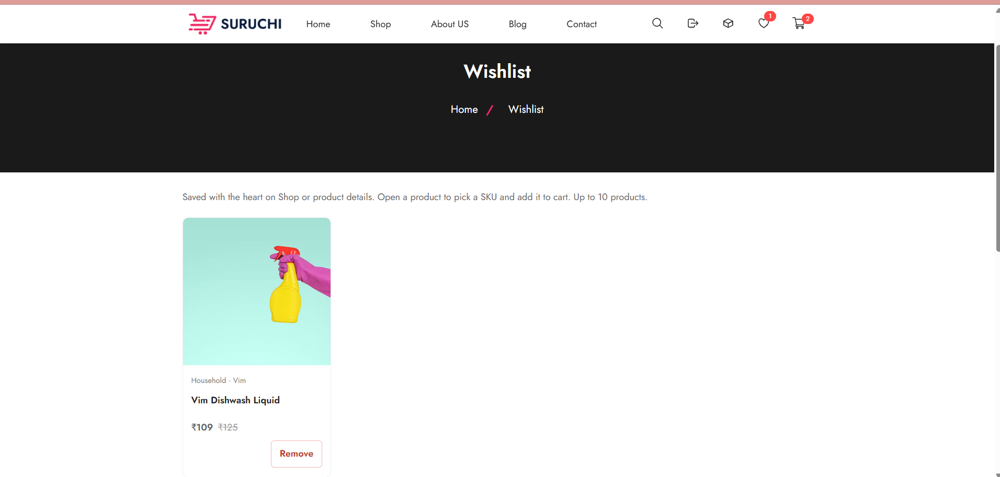 SURUCHI Home Shop About US Blog Contact 1 2
Wishlist
Home / Wishlist
Saved with the heart on Shop or product details. Open a product to pick a SKU and add it to cart. Up to 10 products.
Household · Vim
Vim Dishwash Liquid
₹109 ₹125
Remove